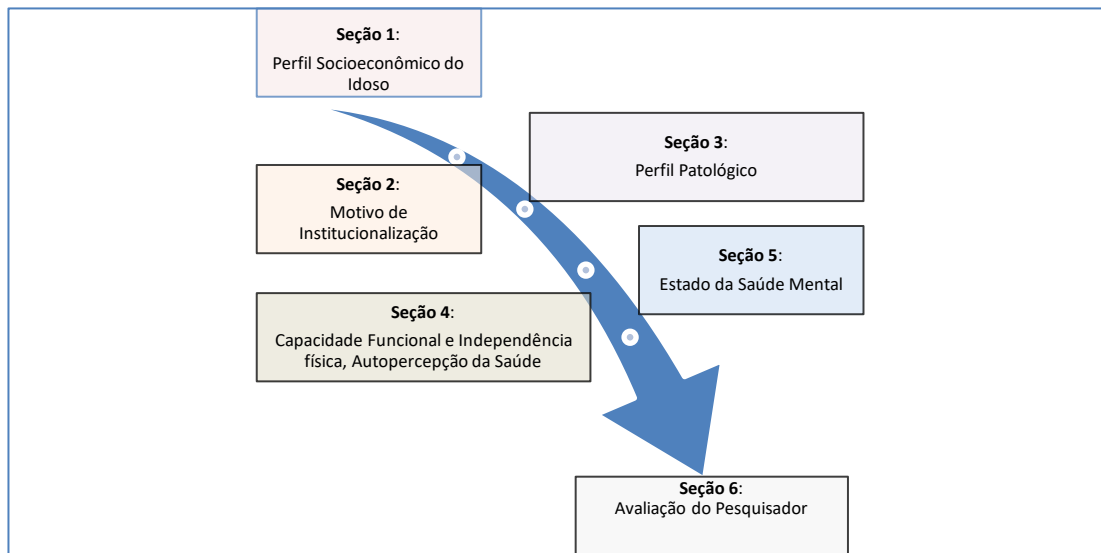 Seção 1:
Perfil Socioeconômico do
Idoso
Seção 2:
Motivo de
Institucionalização
Seção 3:
Perfil Patológico
Seção 4:
Capacidade Funcional e Independência
física, Autopercepção da Saúde
Seção 5:
Estado da Saúde Mental
Seção 6:
Avaliação do Pesquisador